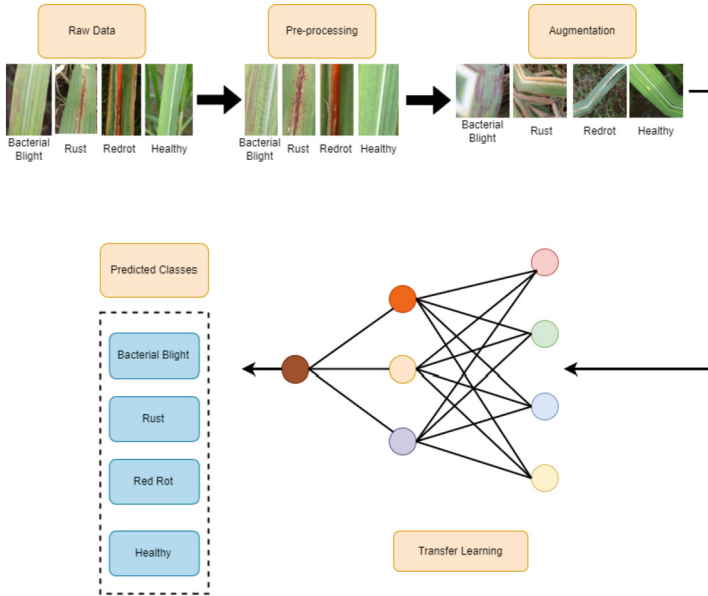 Raw Data
Pre-processing
Augmentation
Bacterial
Blight
Rust
Redrot
Healthy
Bacterial
Blight
Rust
Redrot
Healthy
Bacterial
Blight
Rust
Redrot
Healthy
Predicted Classes
Bacterial Blight
Rust
Red Rot
Healthy
Transfer Learning